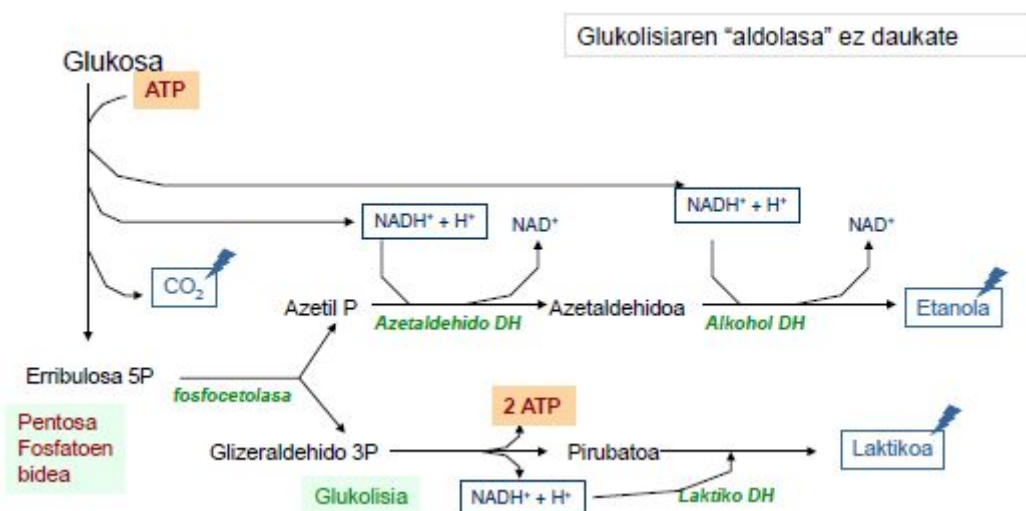 Glukolisiaren “aldolasa” ez daukate
Glukosa
ATP
NADH⁺ + H⁺
NAD⁺
NADH⁺ + H⁺
NAD⁺
CO₂
Azetil P
Azetaldehido DH
Azetaldehidoa
Alkohol DH
Etanola
Erribulosa 5P
fosfocetolasa
Pentosa
Fosfatoen
bidea
2 ATP
Glizeraldehido 3P
Pirubatoa
Laktikoa
Glukolisia
NADH⁺ + H⁺
Laktiko DH